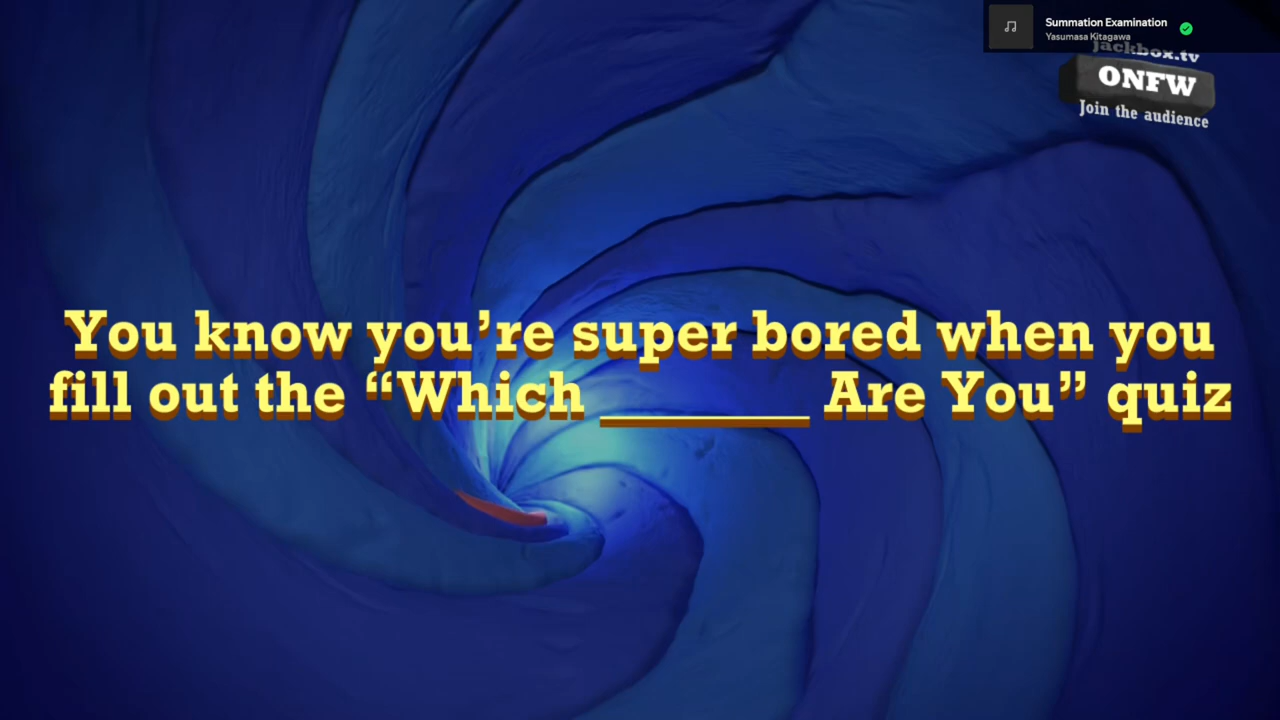 Summation Examination
Yasumasa Kitagawa
jackbox.tv
ONFW
Join the audience
You know you’re super bored when you
fill out the “Which ________ Are You” quiz